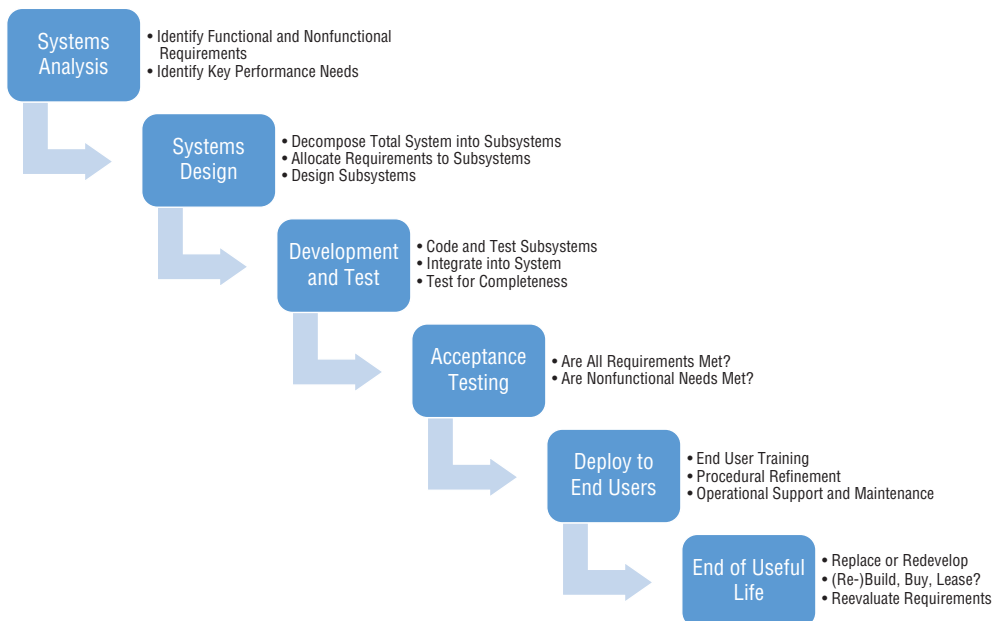 Systems
Analysis
• Identify Functional and Nonfunctional
Requirements
• Identify Key Performance Needs
Systems
Design
• Decompose Total System into Subsystems
• Allocate Requirements to Subsystems
• Design Subsystems
Development
and Test
• Code and Test Subsystems
• Integrate into System
• Test for Completeness
Acceptance
Testing
• Are All Requirements Met?
• Are Nonfunctional Needs Met?
Deploy to
End Users
• End User Training
• Procedural Refinement
• Operational Support and Maintenance
End of Useful
Life
• Replace or Redevelop
• (Re-)Build, Buy, Lease?
• Reevaluate Requirements